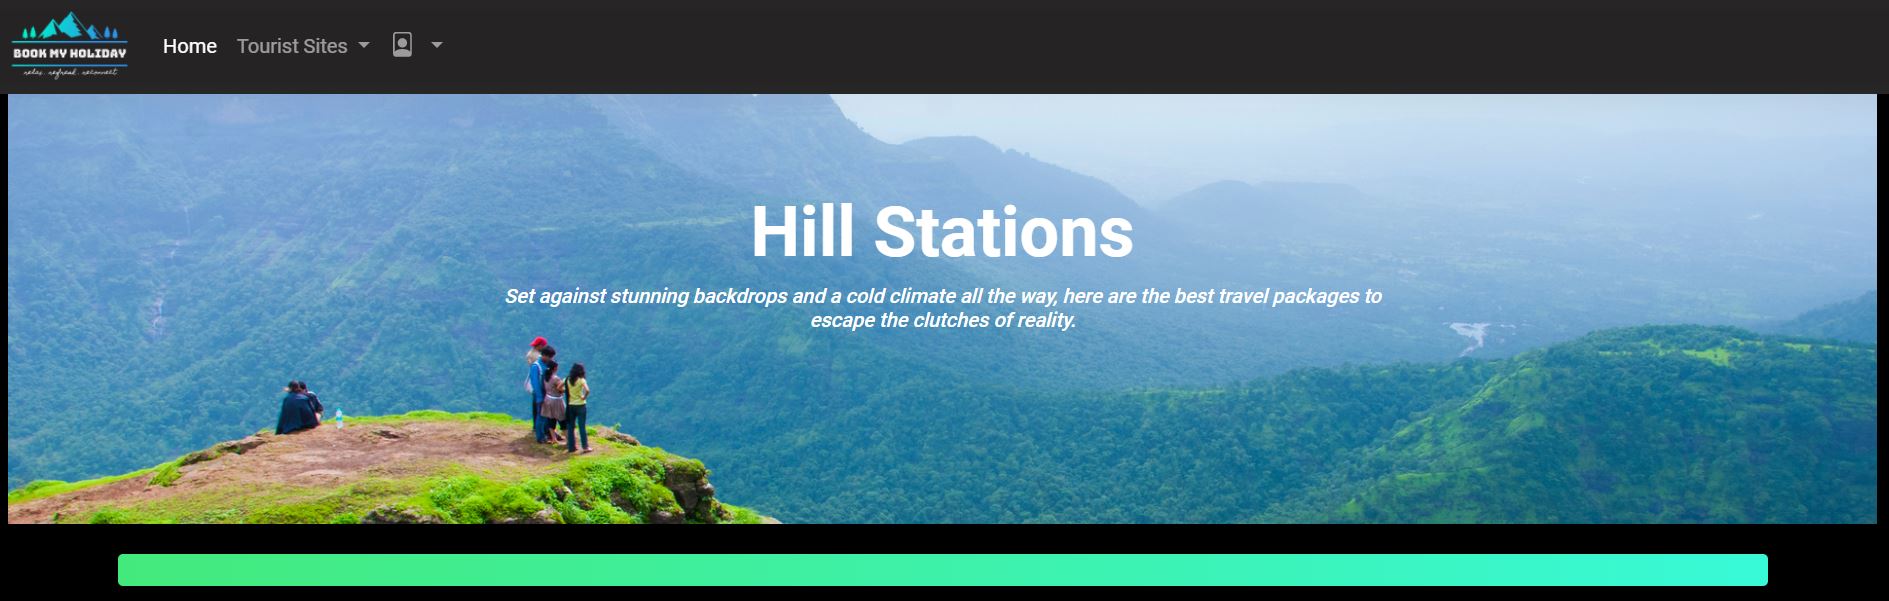 BOOK MY HOLIDAY
relax. refresh. reconnect
Home
Tourist Sites
Hill Stations
Set against stunning backdrops and a cold climate all the way, here are the best travel packages to
escape the clutches of reality.